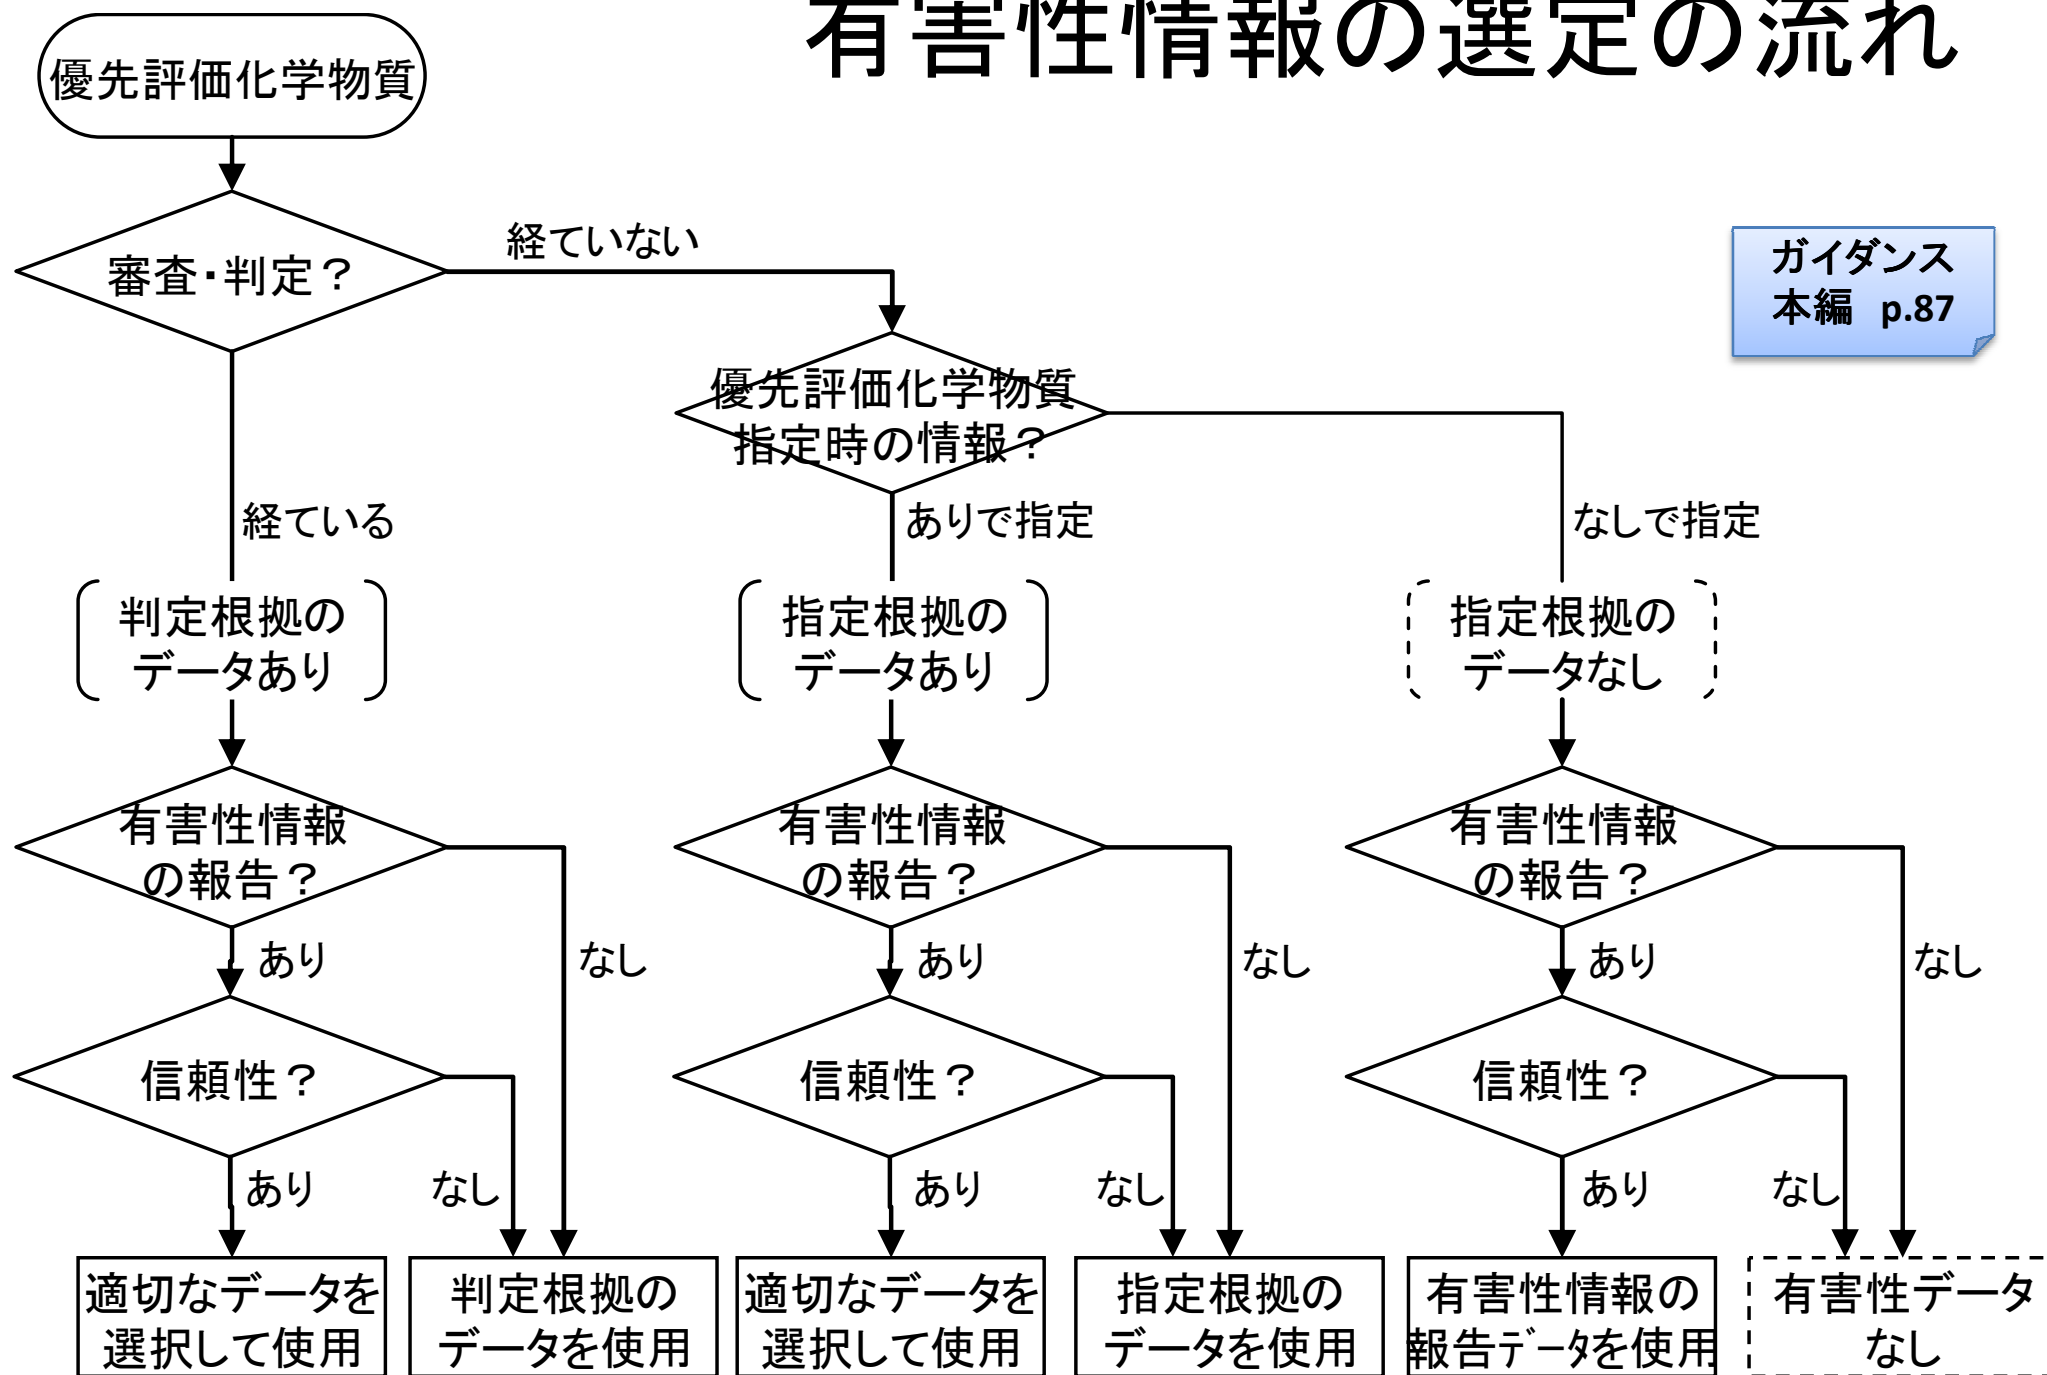 有害性情報の選定の流れ
優先評価化学物質
審査・判定？
経ていない
ガイダンス
本編 p.87
優先評価化学物質
指定時の情報？
経ている
ありで指定
なしで指定
判定根拠の
データあり
指定根拠の
データあり
指定根拠の
データなし
有害性情報
の報告？
有害性情報
の報告？
有害性情報
の報告？
あり
なし
あり
なし
あり
なし
信頼性？
信頼性？
信頼性？
あり
なし
あり
なし
あり
なし
適切なデータを
選択して使用
判定根拠の
データを使用
適切なデータを
選択して使用
指定根拠の
データを使用
有害性情報の
報告ﾃﾞｰﾀを使用
有害性データ
なし